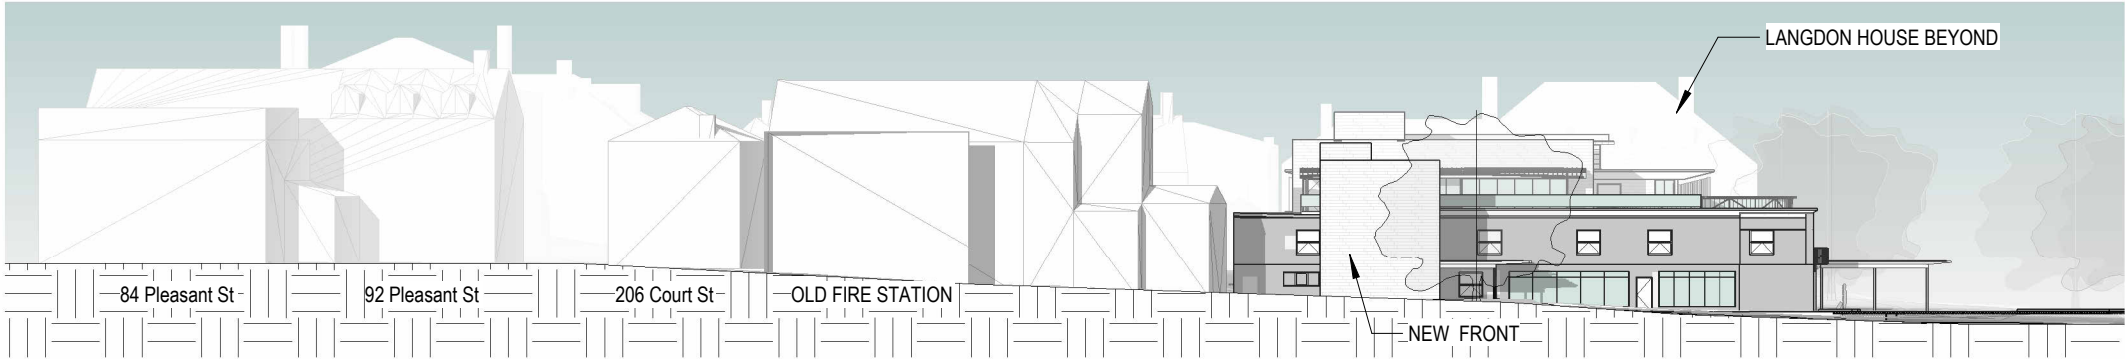 LANGDON HOUSE BEYOND
84 Pleasant St
92 Pleasant St
206 Court St
OLD FIRE STATION
NEW FRONT